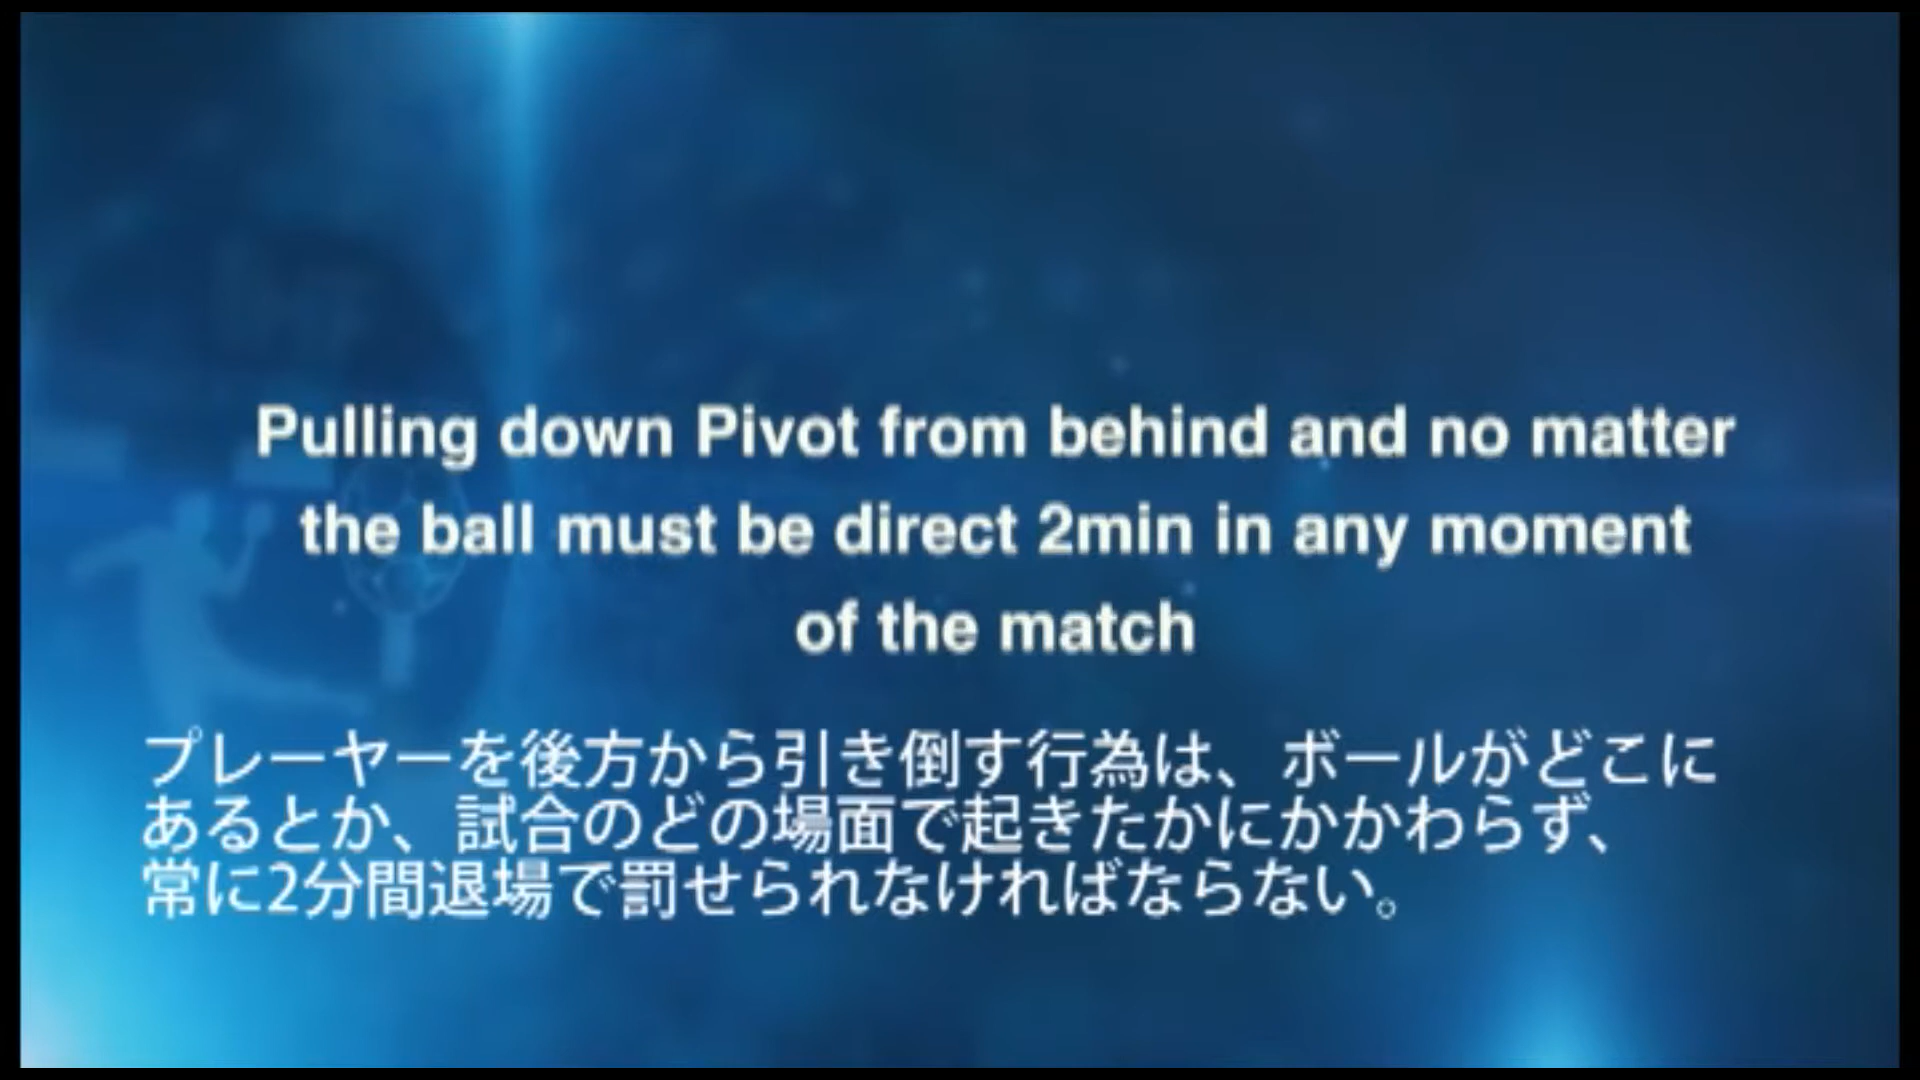 Pulling down Pivot from behind and no matter
the ball must be direct 2min in any moment
of the match
プレーヤーを後方から引き倒す行為は、ボールがどこに
あるとか、試合のどの場面で起きたかにかかわらず、
常に2分間退場で罰せられなければならない。